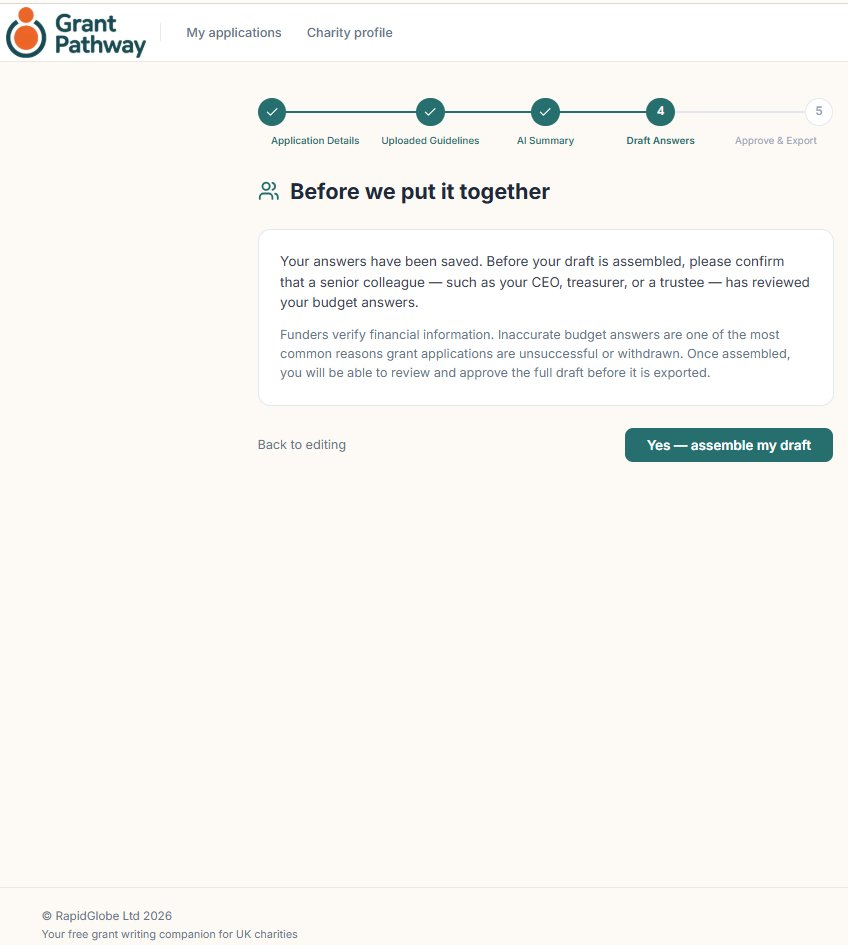 Grant
Pathway
My applications
Charity profile
4
5
Application Details
Uploaded Guidelines
AI Summary
Draft Answers
Approve & Export
Before we put it together
Your answers have been saved. Before your draft is assembled, please confirm
that a senior colleague — such as your CEO, treasurer, or a trustee — has reviewed
your budget answers.
Funders verify financial information. Inaccurate budget answers are one of the most
common reasons grant applications are unsuccessful or withdrawn. Once assembled,
you will be able to review and approve the full draft before it is exported.
Back to editing
Yes — assemble my draft
© RapidGlobe Ltd 2026
Your free grant writing companion for UK charities